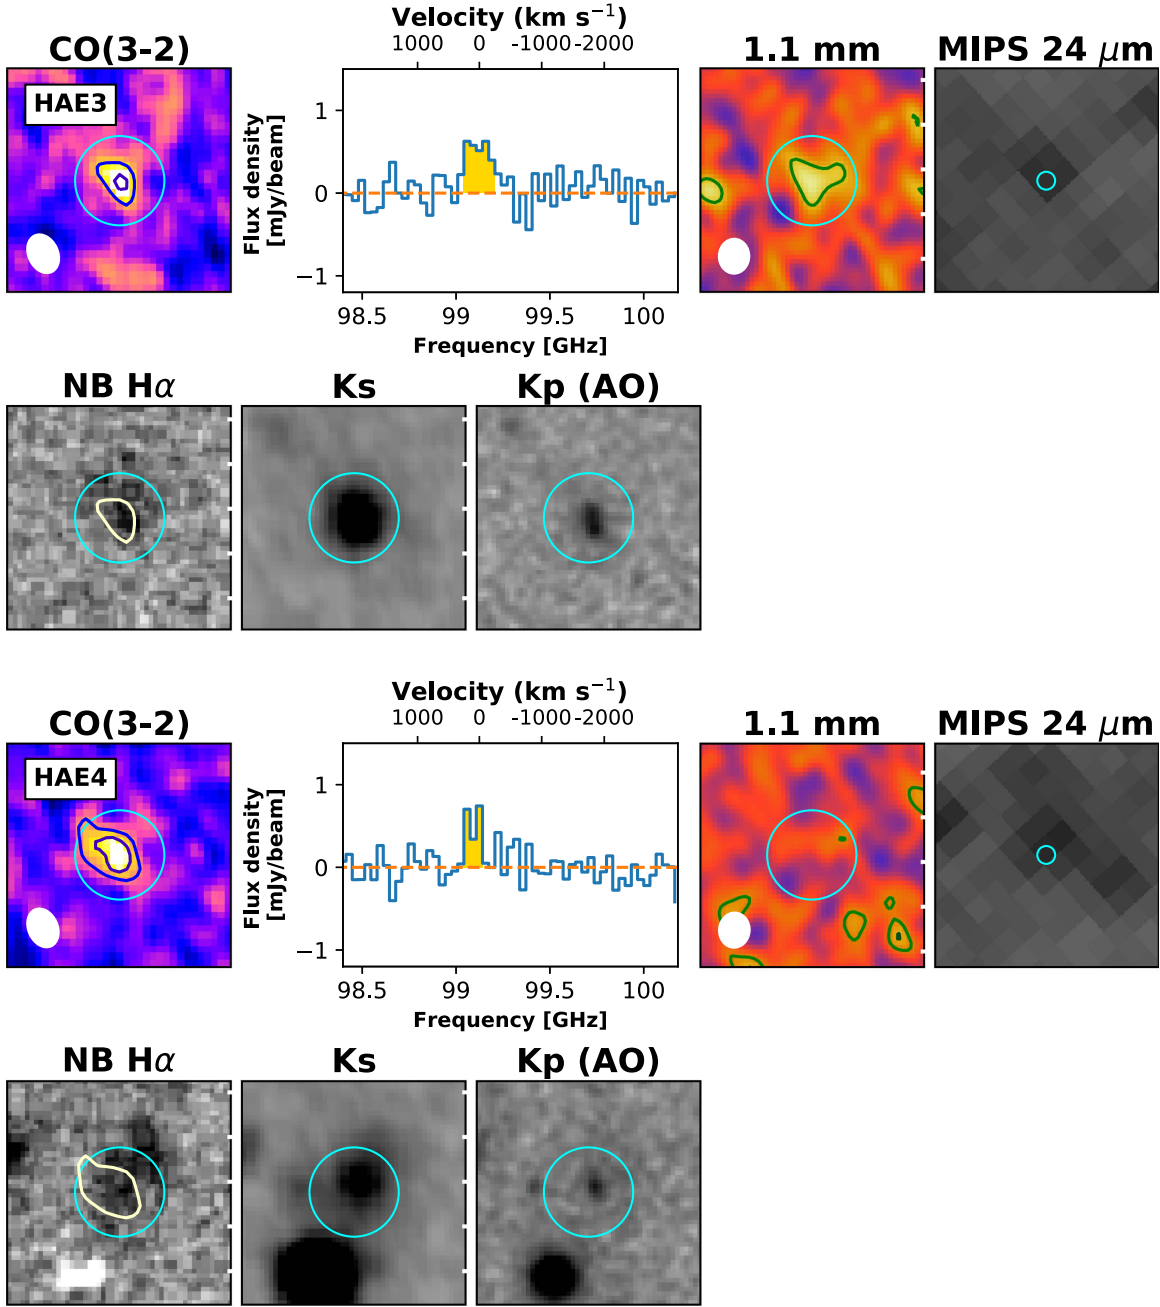 Velocity (km s⁻¹)
1000 0 -1000 -2000
CO(3-2)
1.1 mm
MIPS 24 μm
HAE3
Flux density
[mJy/beam]
1
0
−1
98.5 99 99.5 100
Frequency [GHz]
NB Hα
Ks
Kp (AO)
Velocity (km s⁻¹)
1000 0 -1000 -2000
CO(3-2)
1.1 mm
MIPS 24 μm
HAE4
Flux density
[mJy/beam]
1
0
−1
98.5 99 99.5 100
Frequency [GHz]
NB Hα
Ks
Kp (AO)